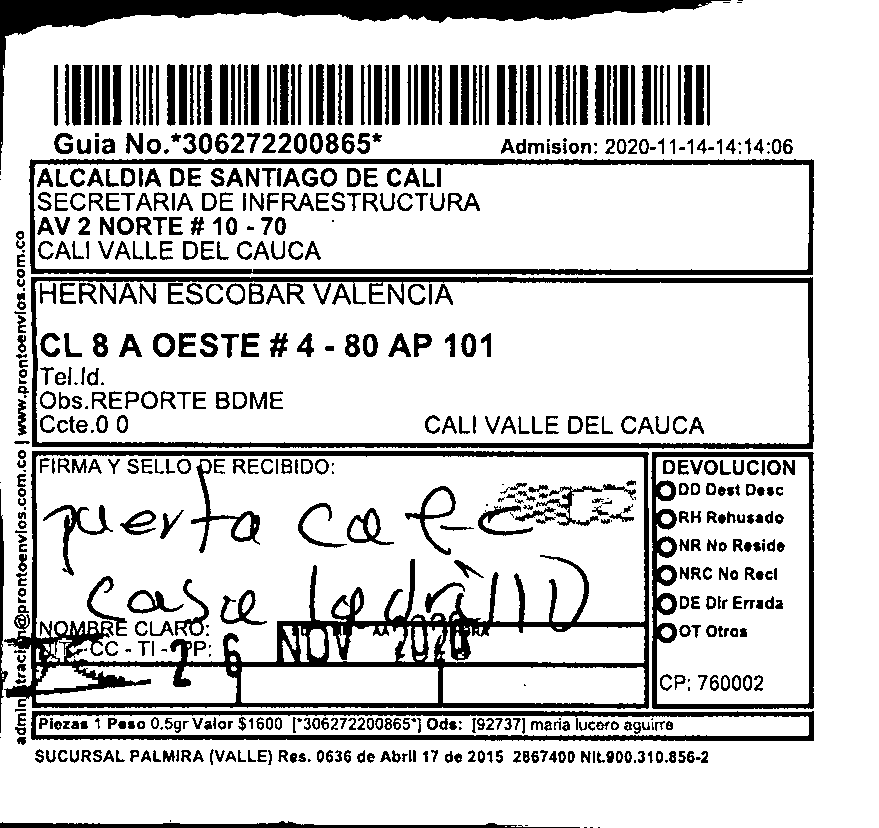 Guia No.*306272200865*
Admision: 2020-11-14-14:14:06
ALCALDIA DE SANTIAGO DE CALI
SECRETARIA DE INFRAESTRUCTURA
AV 2 NORTE # 10 - 70
CALI VALLE DEL CAUCA
HERNAN ESCOBAR VALENCIA
CL 8 A OESTE # 4 - 80 AP 101
Tel.Id.
Obs.REPORTE BDME
Ccte.0 0
CALI VALLE DEL CAUCA
FIRMA Y SELLO DE RECIBIDO:
puerta cafe
casa ladrillo
NOMBRE CLARO:
CC - TI - PP:
26 NOV 2020
DEVOLUCION
DD Dest Desc
RH Rehusado
NR No Reside
NRC No Recl
DE Dir Errada
OT Otros
CP: 760002
Piezas 1 Peso 0.5gr Valor $1600 [*306272200865*] Ods: [92737] maria lucero aguirre
SUCURSAL PALMIRA (VALLE) Res. 0636 de Abril 17 de 2015 2867400 Nit.900.310.856-2
administracion@prontoenvios.com.co | www.prontoenvios.com.co